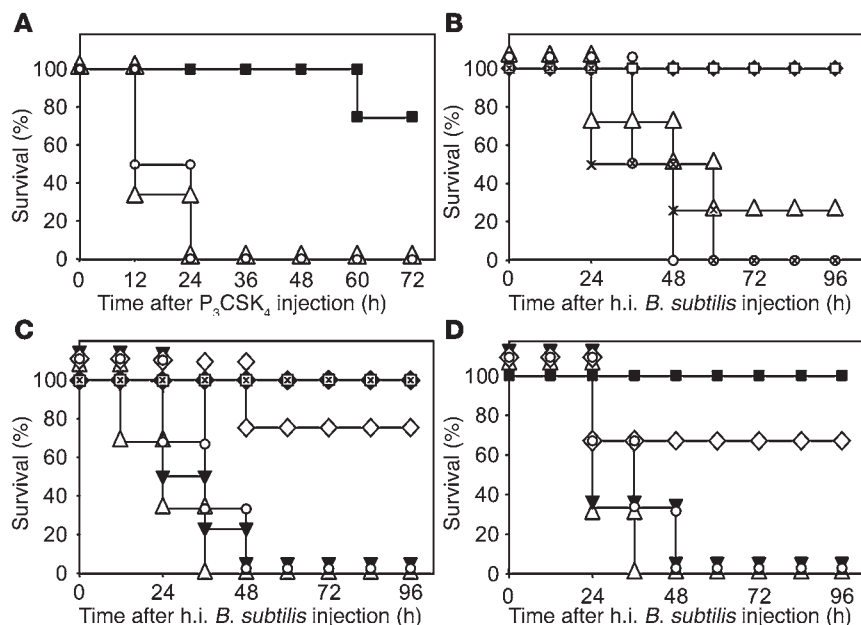 A
Survival (%)
100
80
60
40
20
0
0 12 24 36 48 60 72
Time after P₃CSK₄ injection (h)
B
Survival (%)
100
80
60
40
20
0
0 24 48 72 96
Time after h.i. B. subtilis injection (h)
C
Survival (%)
100
80
60
40
20
0
0 24 48 72 96
Time after h.i. B. subtilis injection (h)
D
Survival (%)
100
80
60
40
20
0
0 24 48 72 96
Time after h.i. B. subtilis injection (h)